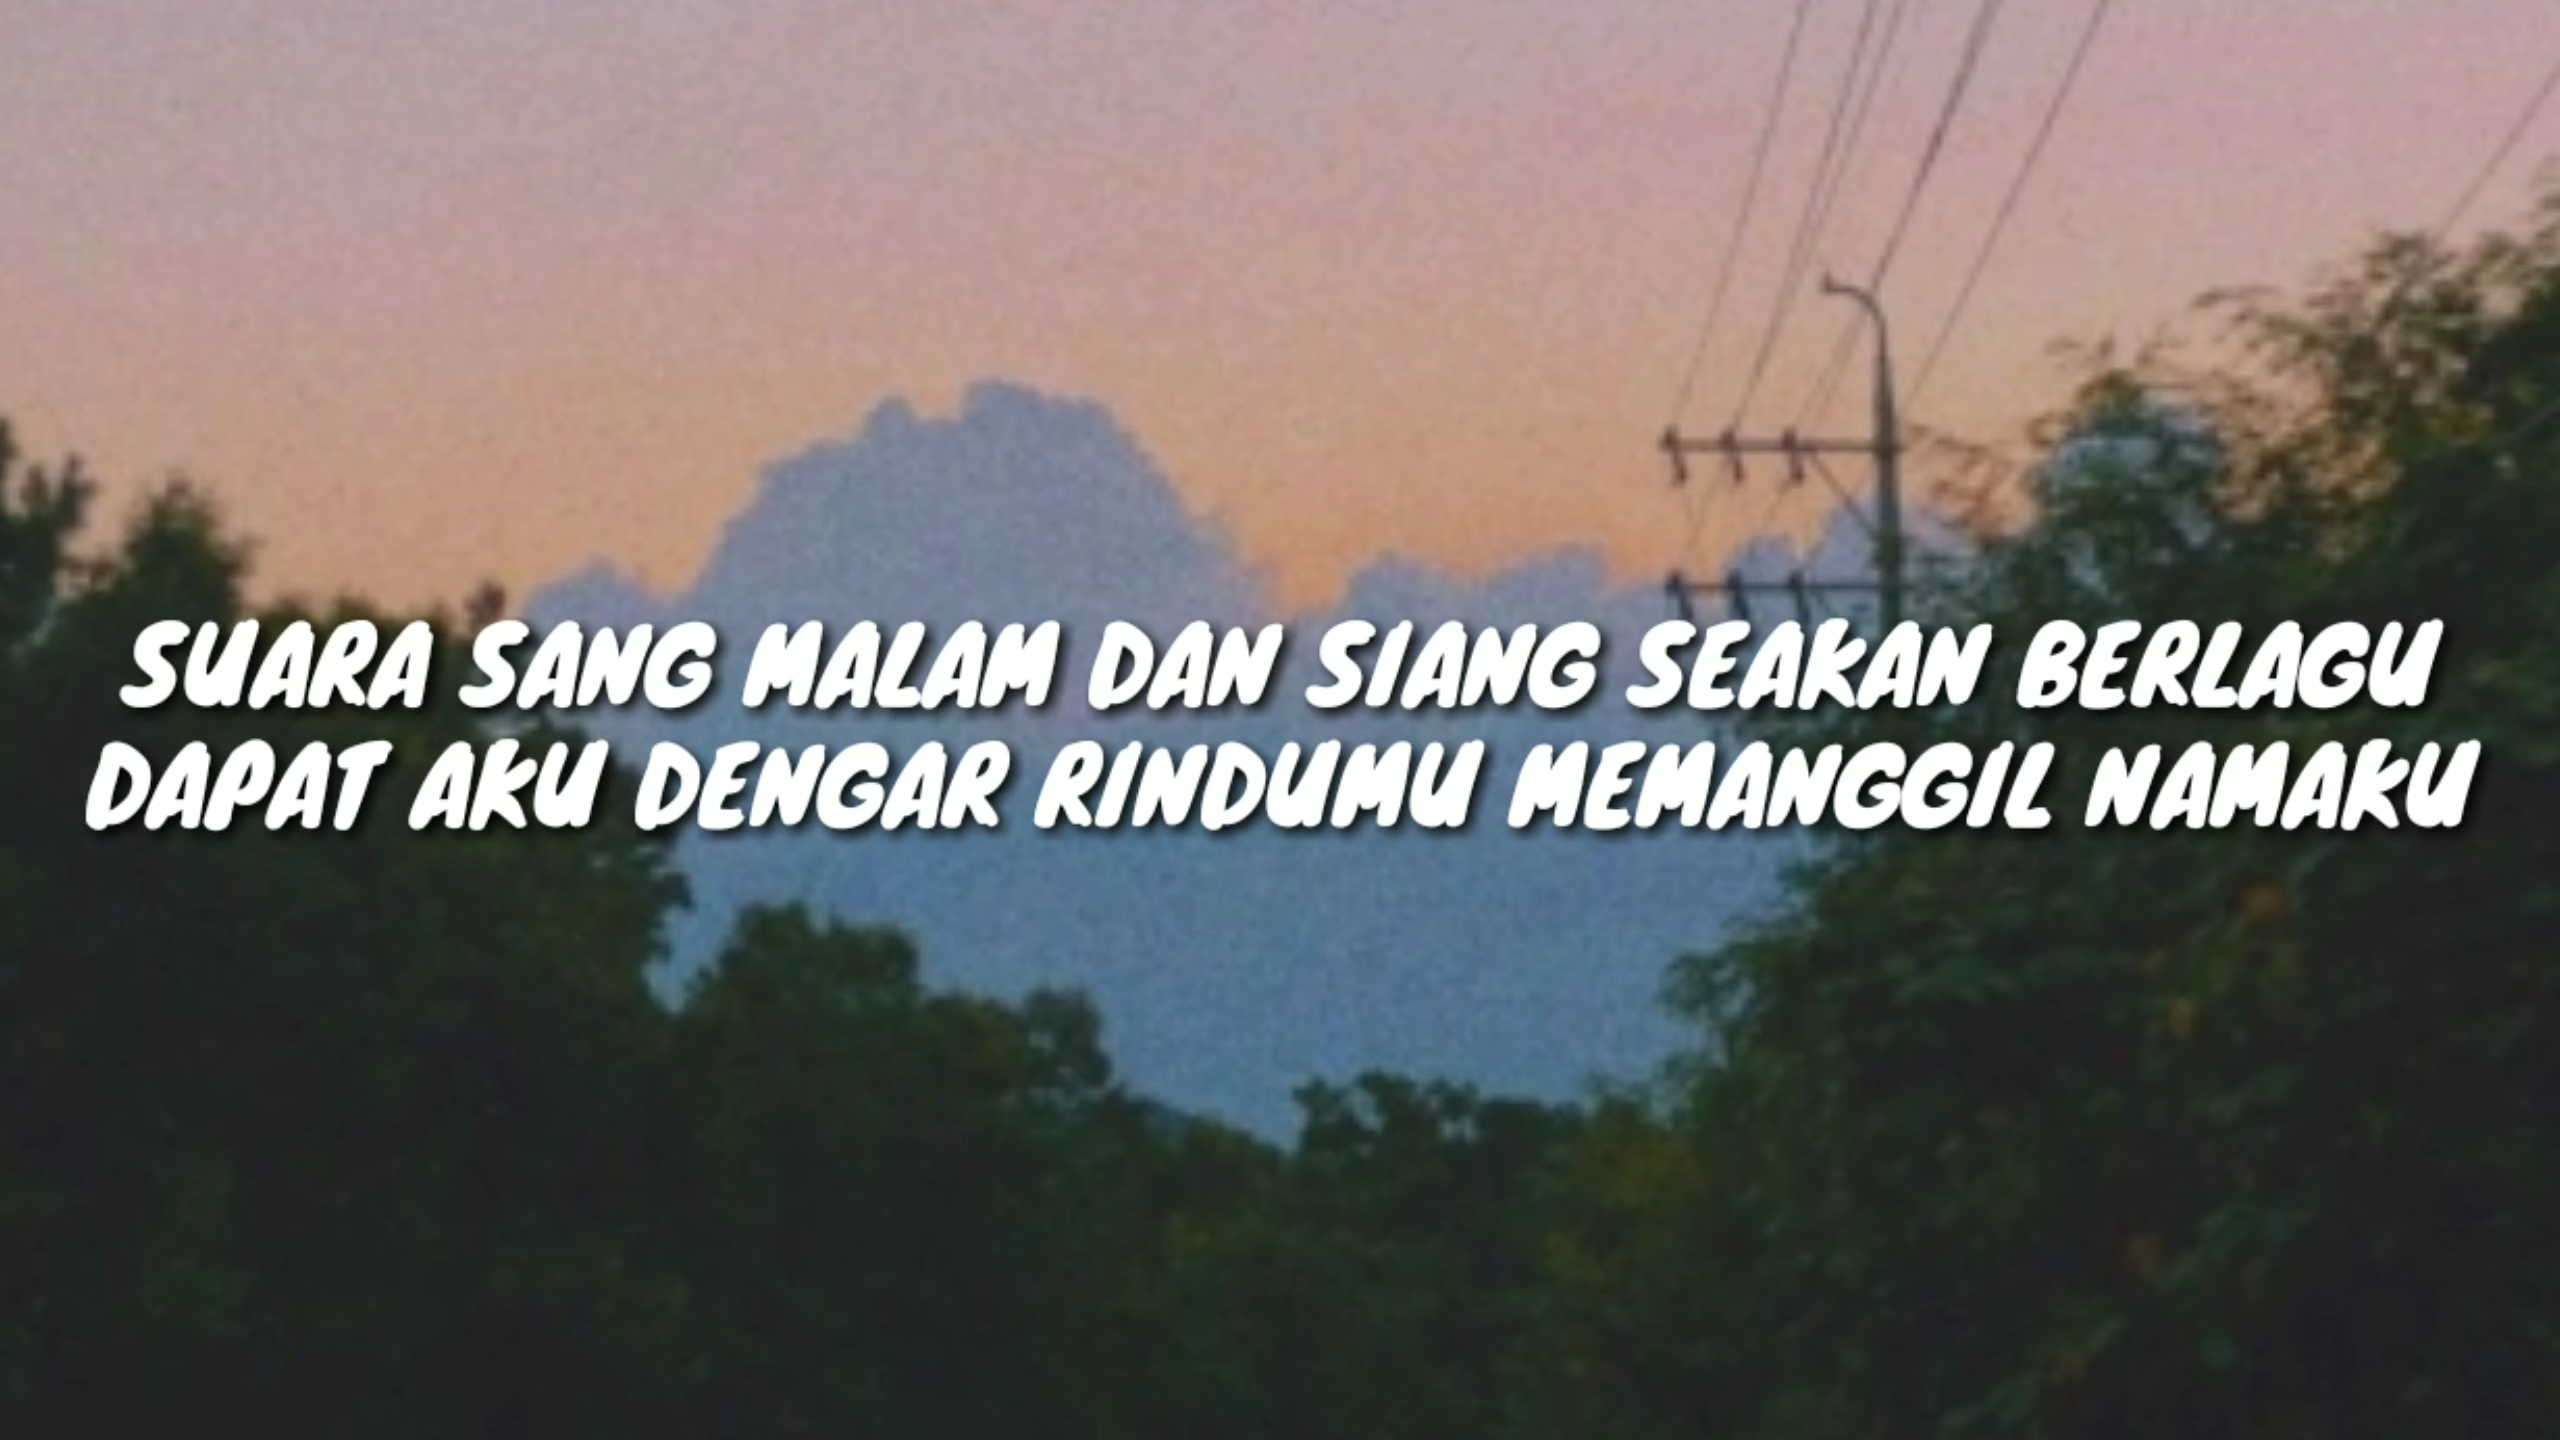 SUARA SANG MALAM DAN SIANG SEAKAN BERLAGU
DAPAT AKU DENGAR RINDUMU MEMANGGIL NAMAKU